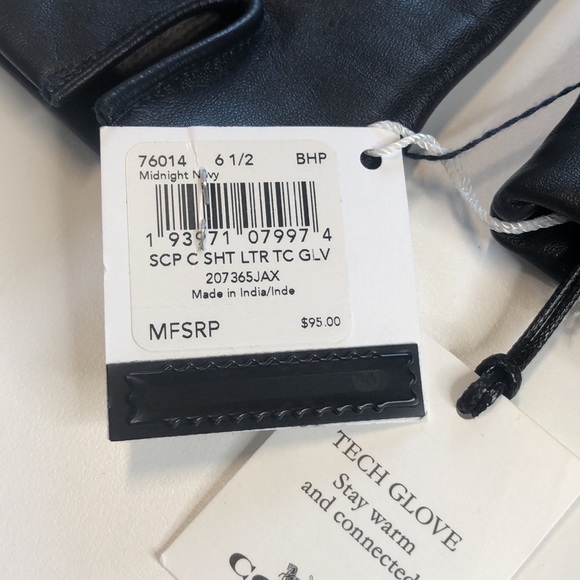 76014 6 1/2 BHP
Midnight Navy
1 93971 07997 4
SCP C SHT LTR TC GLV
207365JAX
Made in India/Inde
MFSRP $95.00
TECH GLOVE
Stay warm
and connected